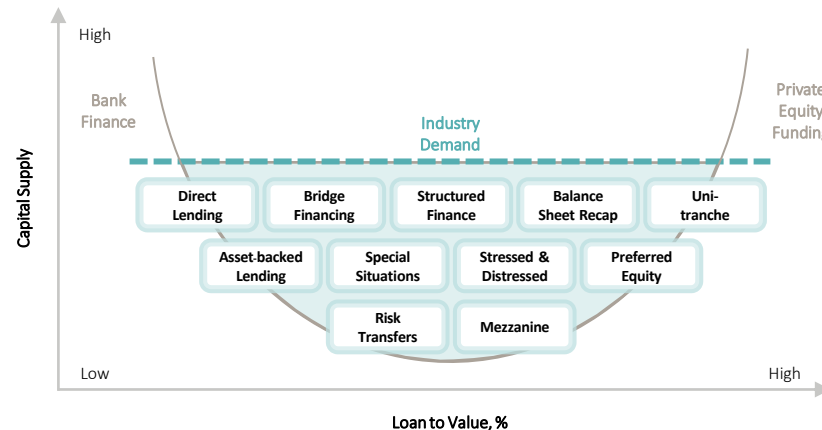 High
Bank
Finance
Private
Equity
Industry
Demand
Capital Supply
Direct
Lending
Bridge
Financing
Structured
Finance
Balance
Sheet Recap
Uni-
tranche
Asset-backed
Lending
Special
Situations
Stressed &
Distressed
Preferred
Equity
Risk
Transfers
Mezzanine
Low
High
Loan to Value, %